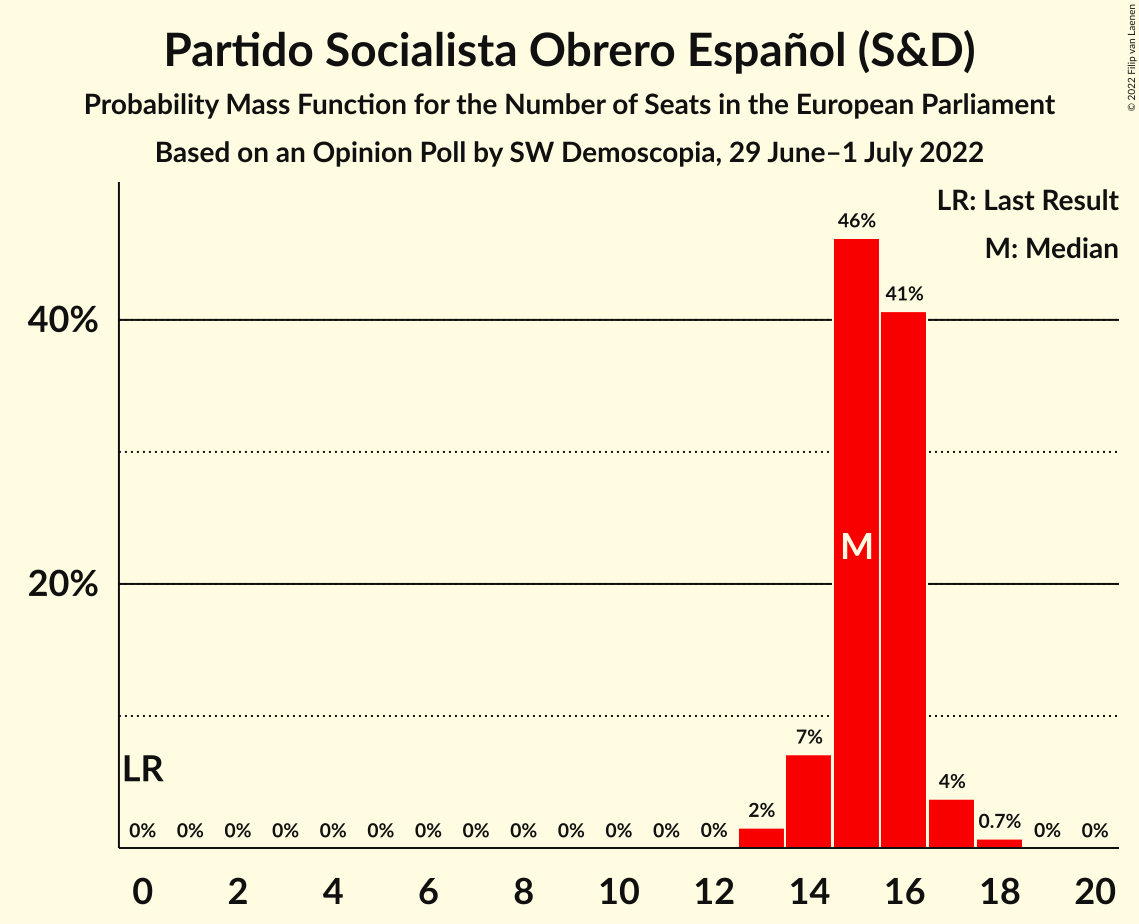 Partido Socialista Obrero Español (S&D)
Probability Mass Function for the Number of Seats in the European Parliament
Based on an Opinion Poll by SW Demoscopia, 29 June–1 July 2022
© 2022 Filip van Laenen
LR: Last Result
M: Median
46%
41%
40%
M
20%
7%
LR
4%
2%
0.7%
0% 0% 0% 0% 0% 0% 0% 0% 0% 0% 0% 0% 0% 0% 0%
0 2 4 6 8 10 12 14 16 18 20